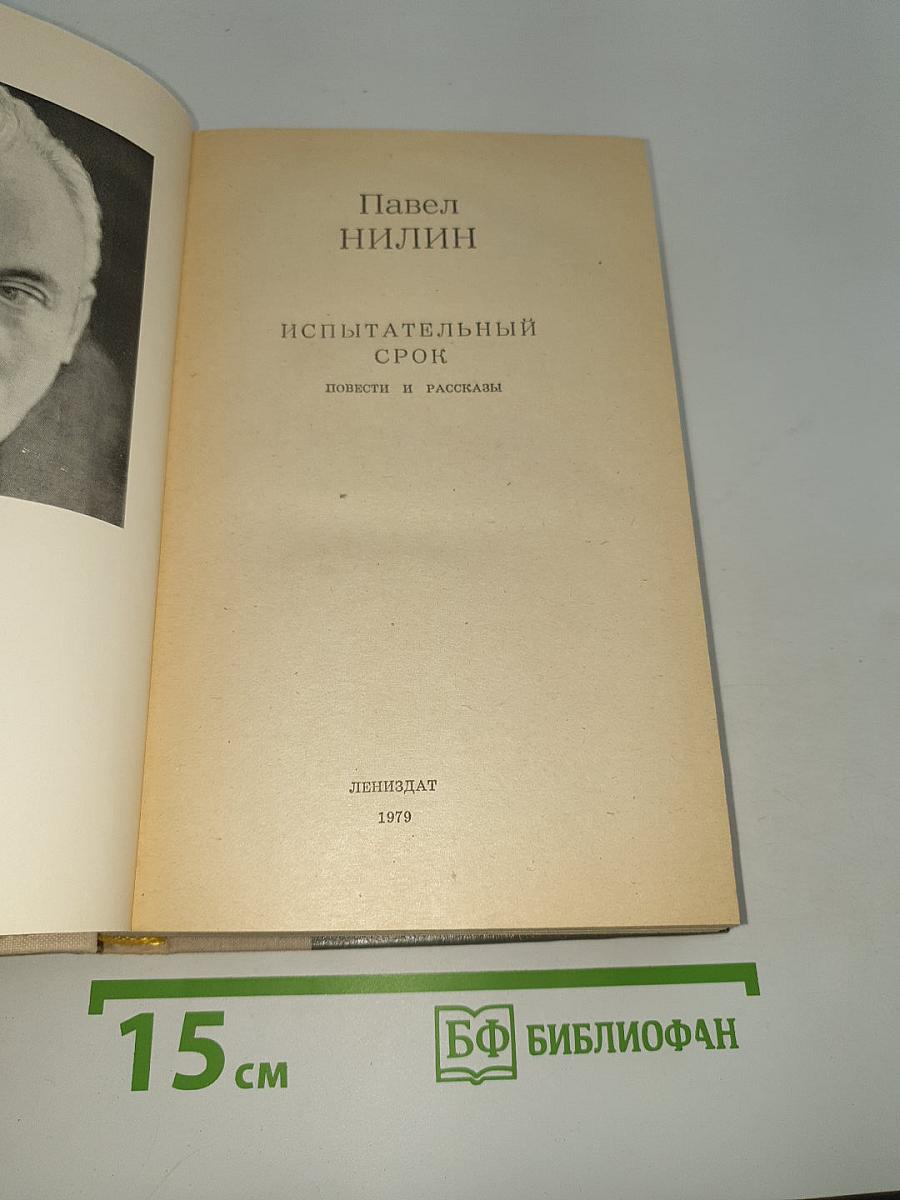 Павел
НИЛИН
ИСПЫТАТЕЛЬНЫЙ
СРОК
ПОВЕСТИ И РАССКАЗЫ
ЛЕНИЗДАТ
1979
15 см
БФ БИБЛИОФАН